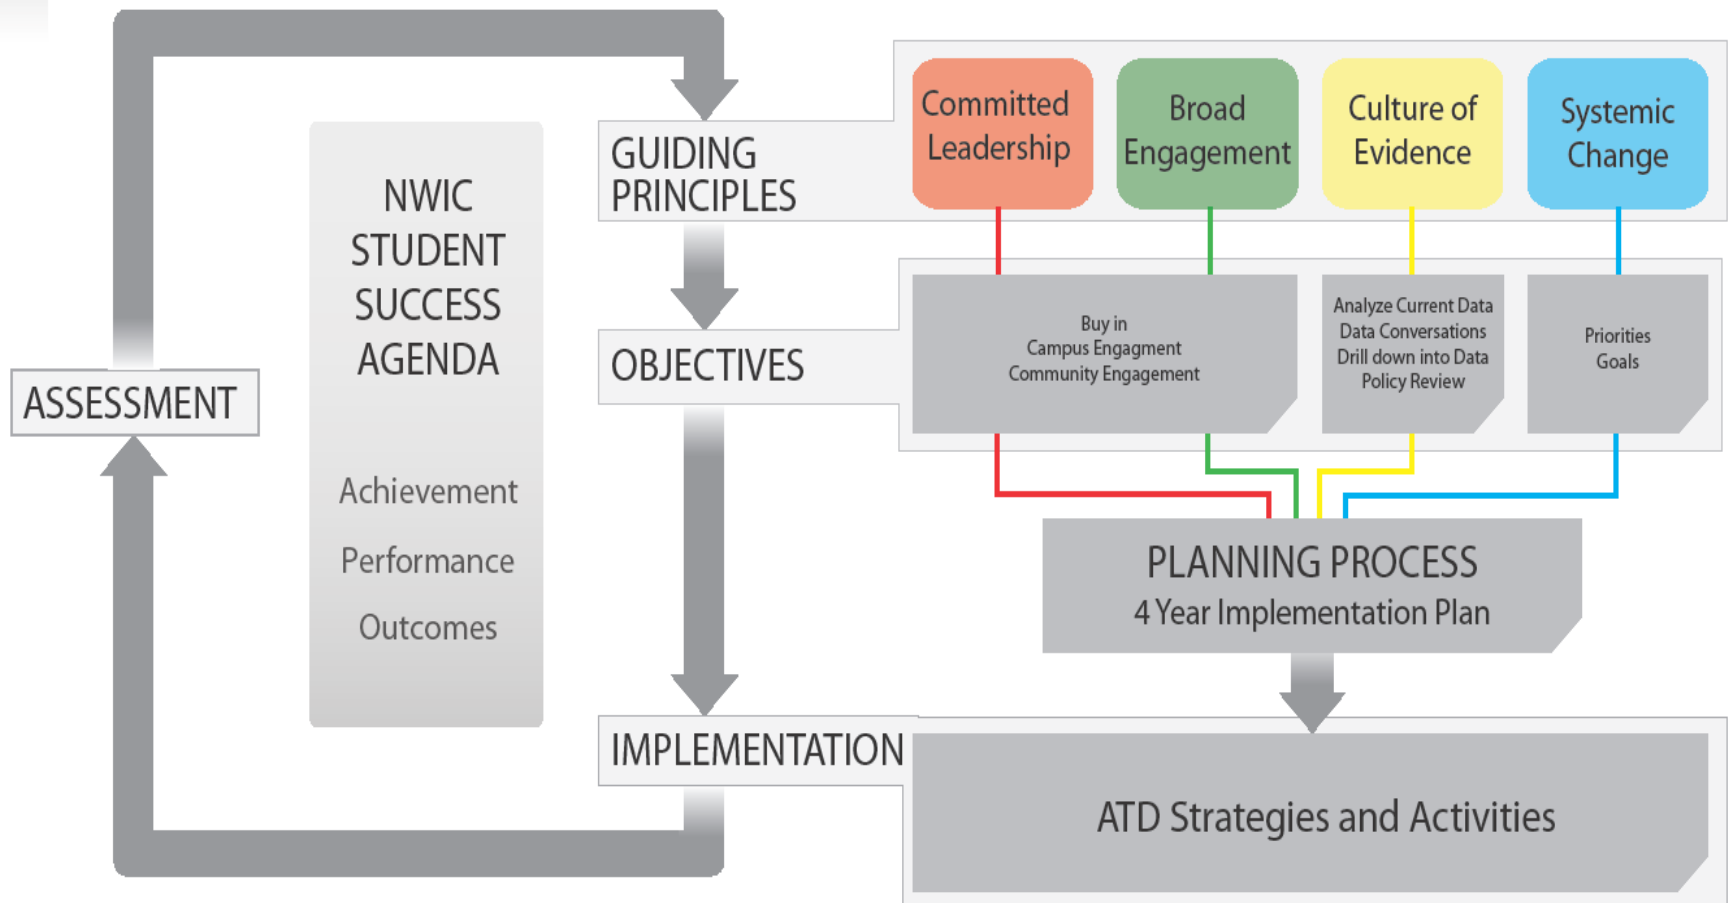 ASSESSMENT
NWIC
STUDENT
SUCCESS
AGENDA
Achievement
Performance
Outcomes
GUIDING
PRINCIPLES
Committed
Leadership
Broad
Engagement
Culture of
Evidence
Systemic
Change
OBJECTIVES
Buy in
Campus Engagment
Community Engagement
Analyze Current Data
Data Conversations
Drill down into Data
Policy Review
Priorities
Goals
PLANNING PROCESS
4 Year Implementation Plan
IMPLEMENTATION
ATD Strategies and Activities